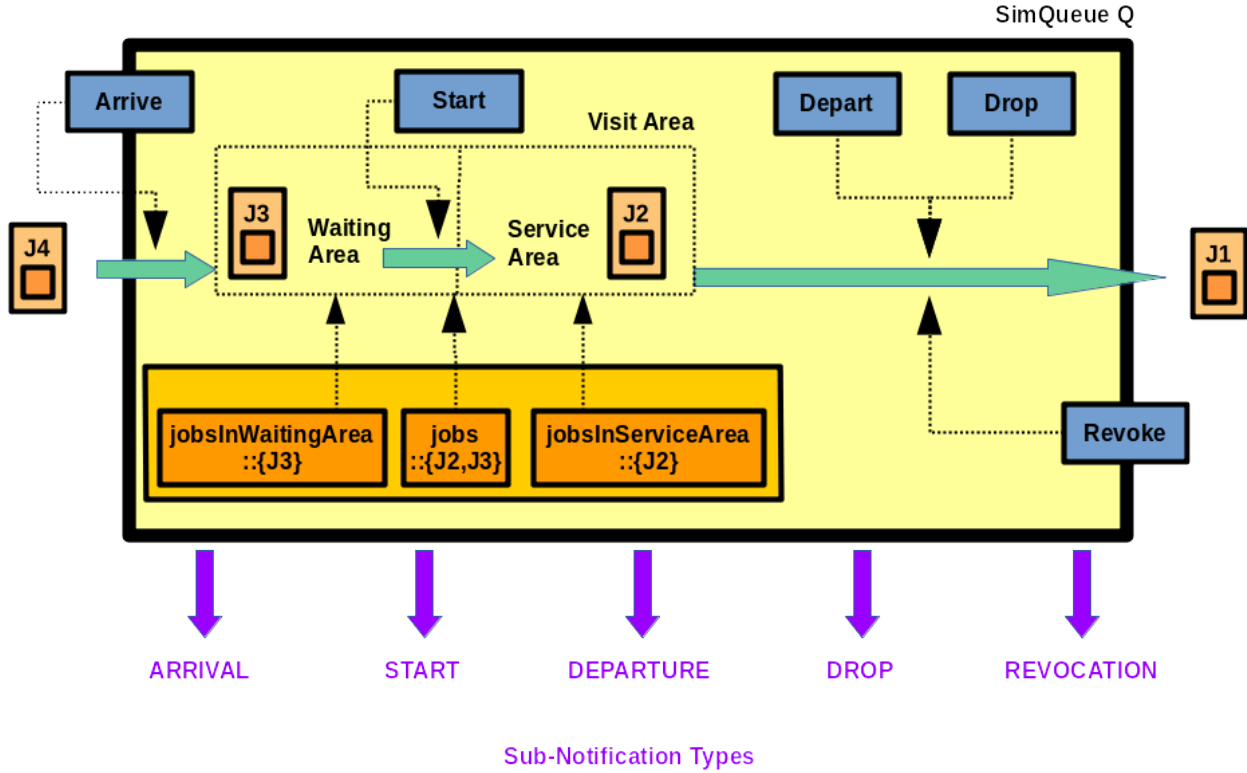 SimQueue Q
Arrive
Start
Depart
Drop
Visit Area
J4
J3
Waiting
Area
Service
Area
J2
J1
jobsInWaitingArea
::{J3}
jobs
::{J2,J3}
jobsInServiceArea
::{J2}
Revoke
ARRIVAL
START
DEPARTURE
DROP
REVOCATION
Sub-Notification Types